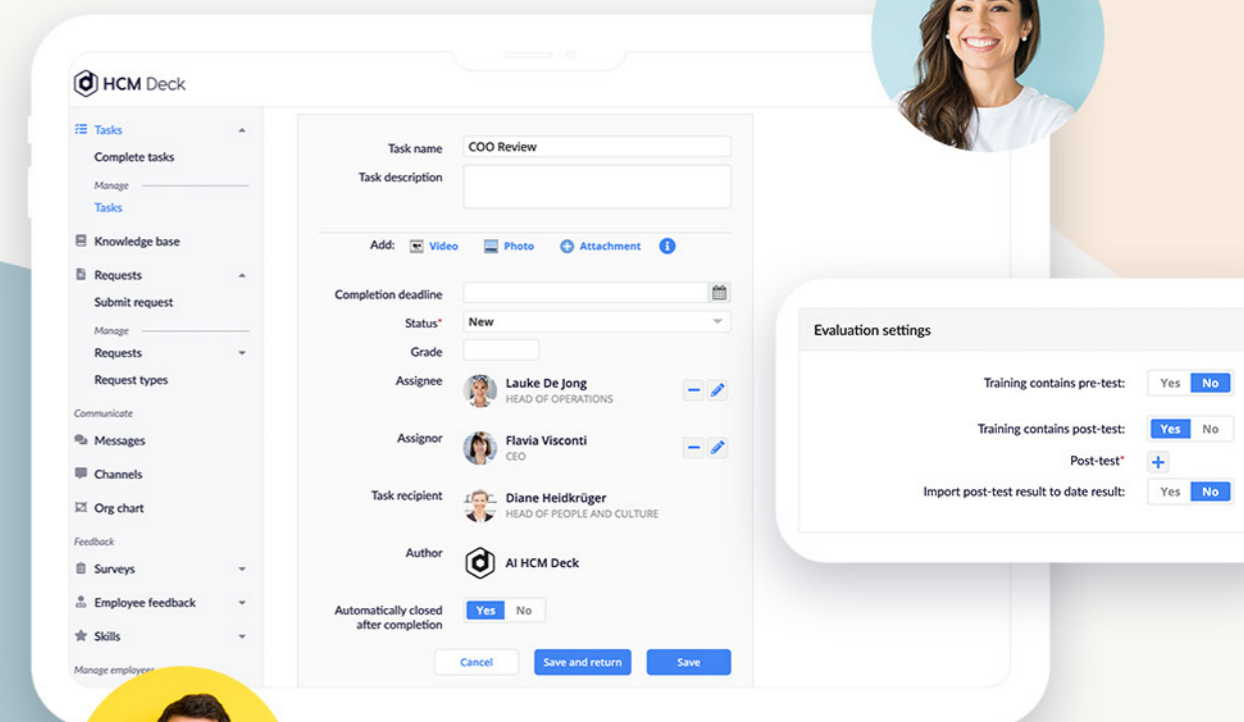 HCM Deck
Tasks
Complete tasks
Manage
Tasks
Knowledge base
Requests
Submit request
Manage
Requests
Request types
Communicate
Messages
Channels
Org chart
Feedback
Surveys
Employee feedback
Skills
Manage employees
Task name COO Review
Task description
Add: Video Photo Attachment
Completion deadline
Status* New
Grade
Assignee Lauke De Jong
HEAD OF OPERATIONS
Assignor Flavia Visconti
CEO
Task recipient Diane Heidkrüger
HEAD OF PEOPLE AND CULTURE
Author AI HCM Deck
Automatically closed Yes No
after completion
Cancel Save and return Save
Evaluation settings
Training contains pre-test: Yes No
Training contains post-test: Yes No
Post-test*
Import post-test result to date result: Yes No